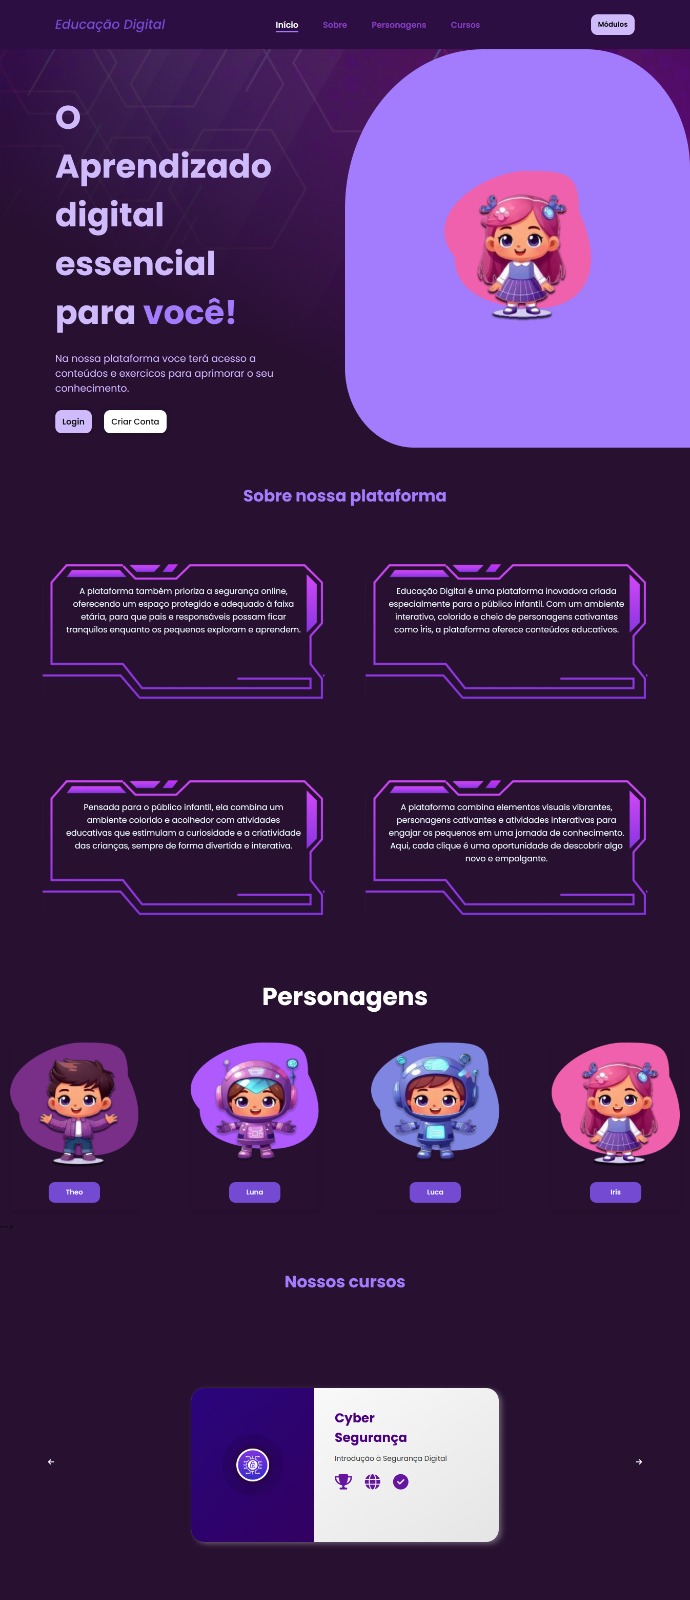 Educação Digital
Início
Sobre
Personagens
Cursos
Módulos
O
Aprendizado
digital
essencial
para você!
Na nossa plataforma voce terá acesso a
conteúdos e exercicos para aprimorar o seu
conhecimento.
Login
Criar Conta
Sobre nossa plataforma
A plataforma também prioriza a segurança online,
oferecendo um espaço protegido e adequado à faixa
etária, para que pais e responsáveis possam ficar
tranquilos enquanto os pequenos exploram e aprendem.
Educação Digital é uma plataforma inovadora criada
especialmente para o público infantil. Com um ambiente
interativo, colorido e cheio de personagens cativantes
como Íris, a plataforma oferece conteúdos educativos.
Pensada para o público infantil, ela combina um
ambiente colorido e acolhedor com atividades
educativas que estimulam a curiosidade e a criatividade
das crianças, sempre de forma divertida e interativa.
A plataforma combina elementos visuais vibrantes,
personagens cativantes e atividades interativas para
engajar os pequenos em uma jornada de conhecimento.
Aqui, cada clique é uma oportunidade de descobrir algo
novo e empolgante.
Personagens
Theo
Luna
Luca
Iris
Nossos cursos
Cyber
Segurança
Introdução à Segurança Digital